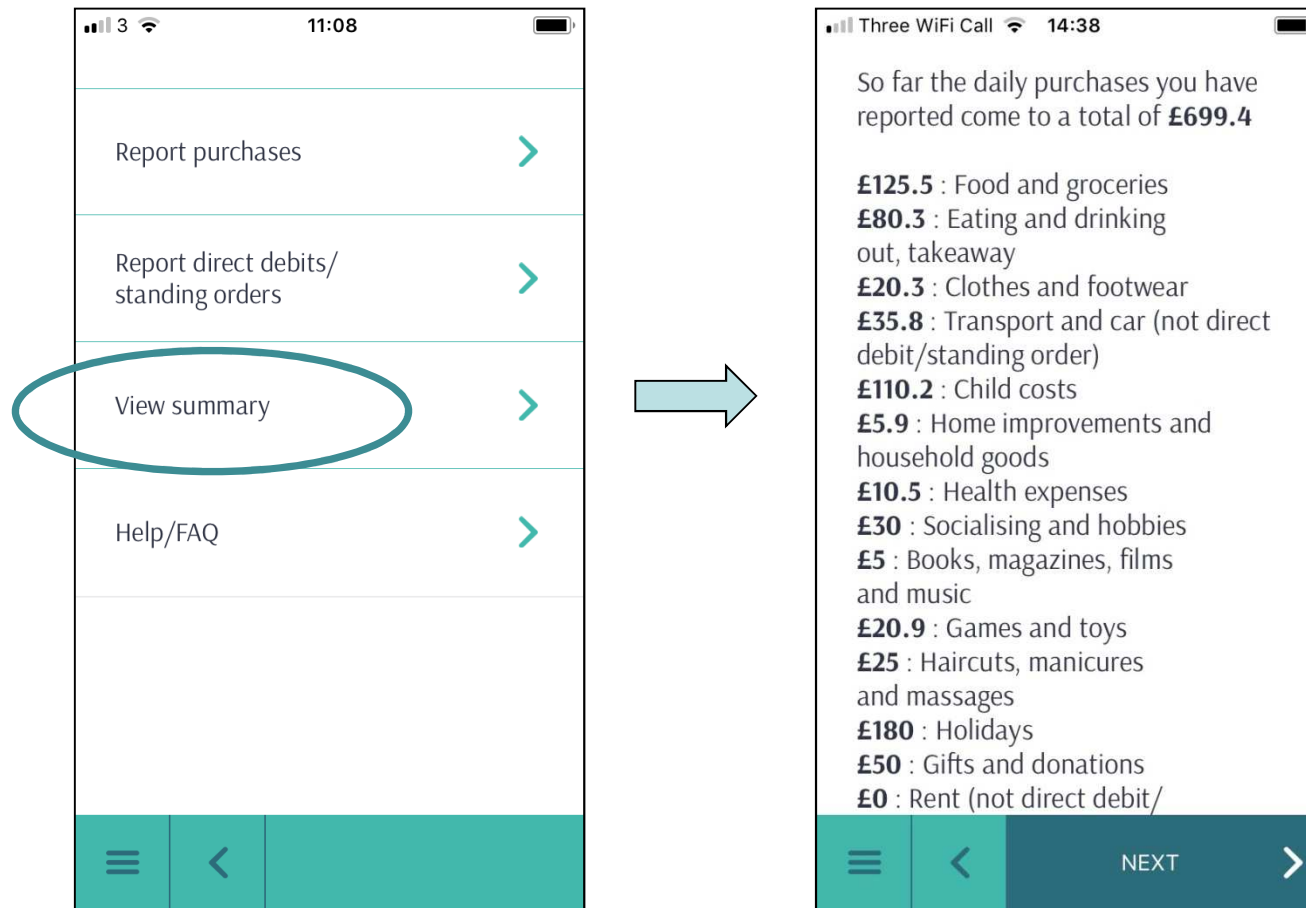 3 11:08
Report purchases
Report direct debits/
standing orders
View summary
Help/FAQ
Three WiFi Call 14:38
So far the daily purchases you have
reported come to a total of £699.4
£125.5 : Food and groceries
£80.3 : Eating and drinking
out, takeaway
£20.3 : Clothes and footwear
£35.8 : Transport and car (not direct
debit/standing order)
£110.2 : Child costs
£5.9 : Home improvements and
household goods
£10.5 : Health expenses
£30 : Socialising and hobbies
£5 : Books, magazines, films
and music
£20.9 : Games and toys
£25 : Haircuts, manicures
and massages
£180 : Holidays
£50 : Gifts and donations
£0 : Rent (not direct debit/
NEXT